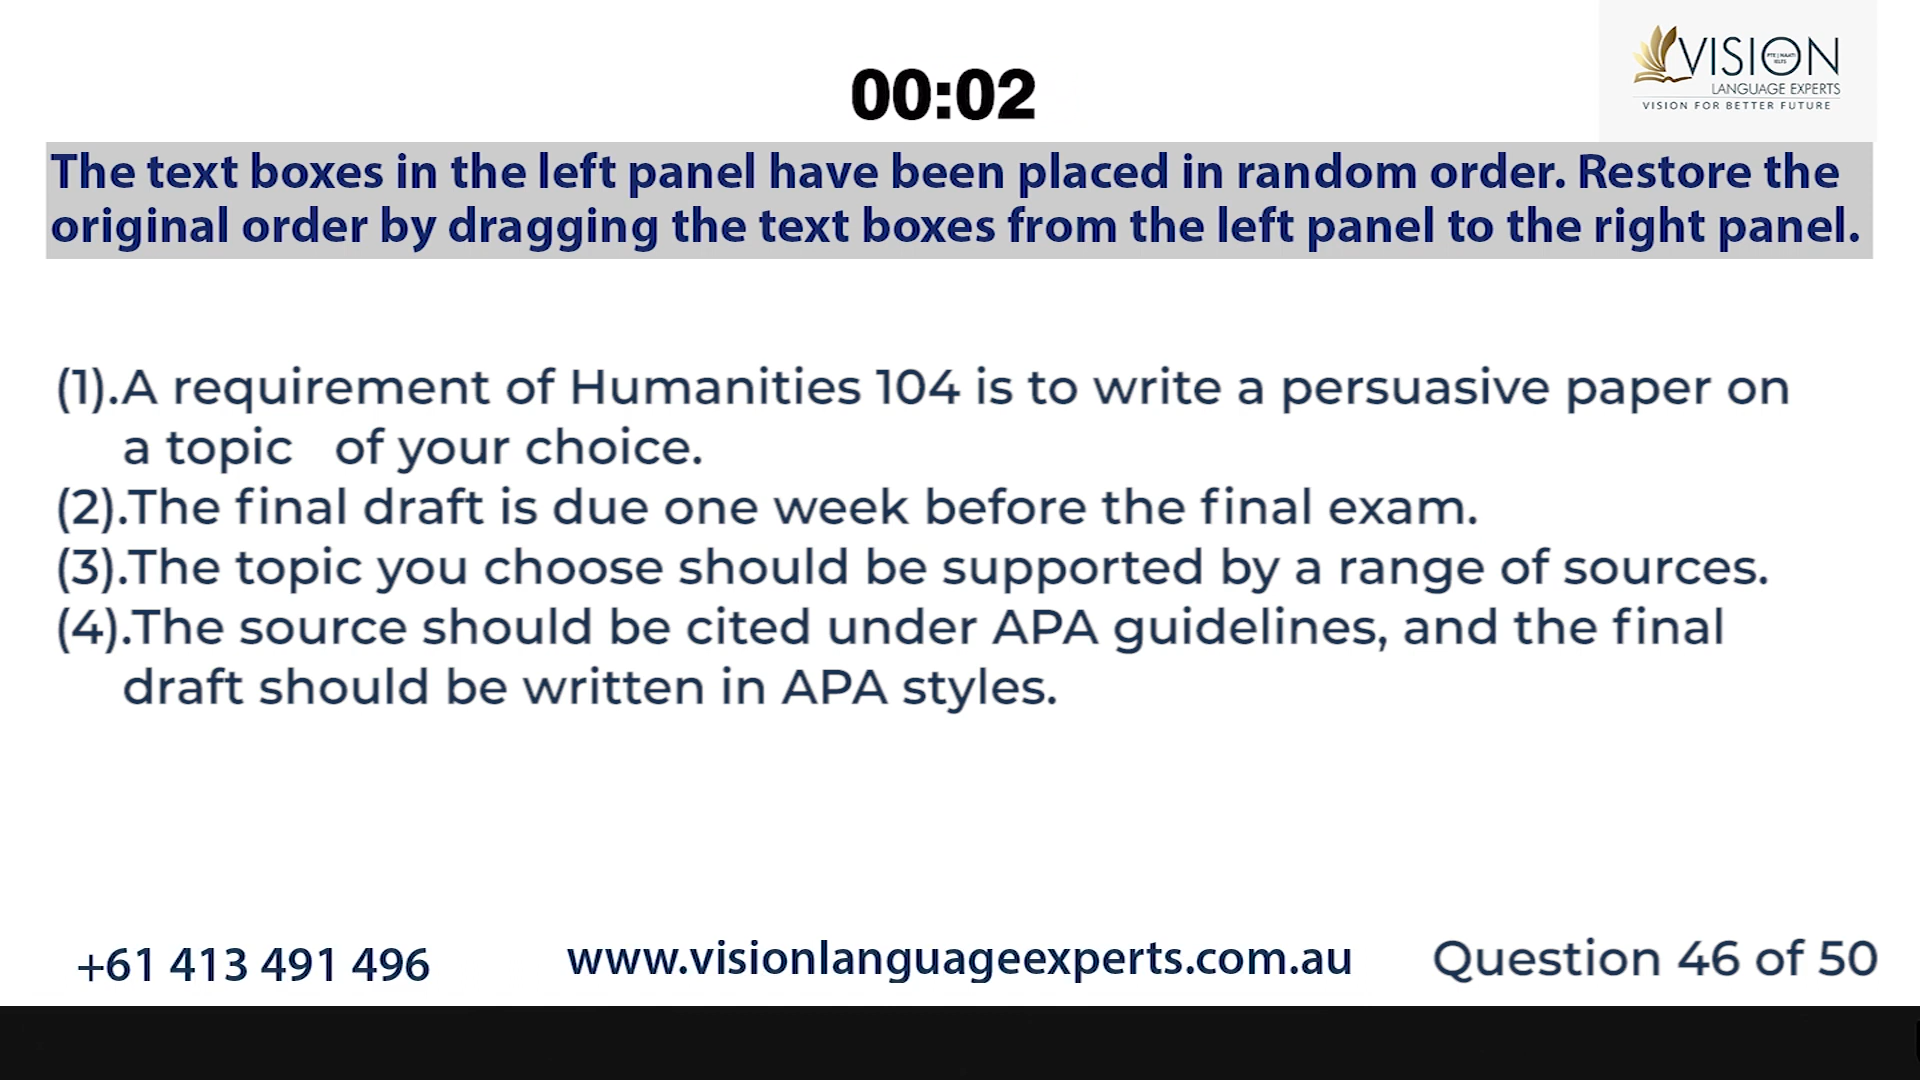 00:02
VISION
PTE | NAATI
IELTS
LANGUAGE EXPERTS
VISION FOR BETTER FUTURE
The text boxes in the left panel have been placed in random order. Restore the
original order by dragging the text boxes from the left panel to the right panel.
(1).A requirement of Humanities 104 is to write a persuasive paper on
a topic of your choice.
(2).The final draft is due one week before the final exam.
(3).The topic you choose should be supported by a range of sources.
(4).The source should be cited under APA guidelines, and the final
draft should be written in APA styles.
+61 413 491 496
www.visionlanguageexperts.com.au
Question 46 of 50